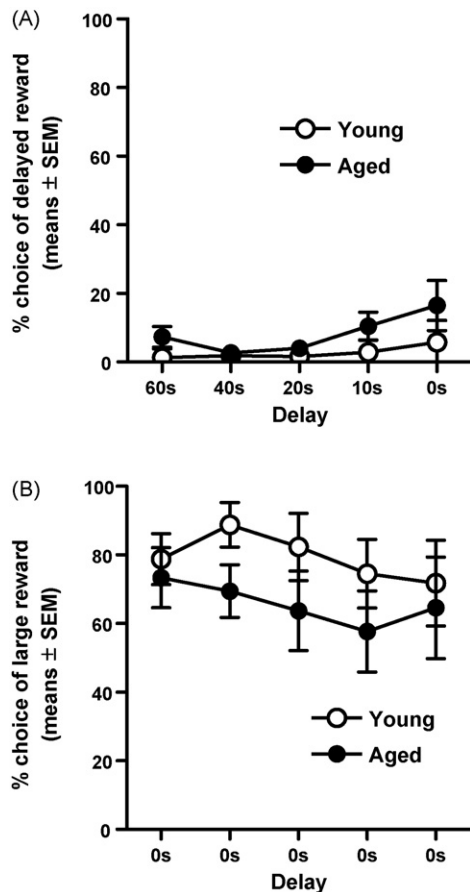 (A)
% choice of delayed reward
(means ± SEM)
100
80
60
40
20
0
Young
Aged
60s 40s 20s 10s 0s
Delay
(B)
% choice of large reward
(means ± SEM)
100
80
60
40
20
0
Young
Aged
0s 0s 0s 0s 0s
Delay